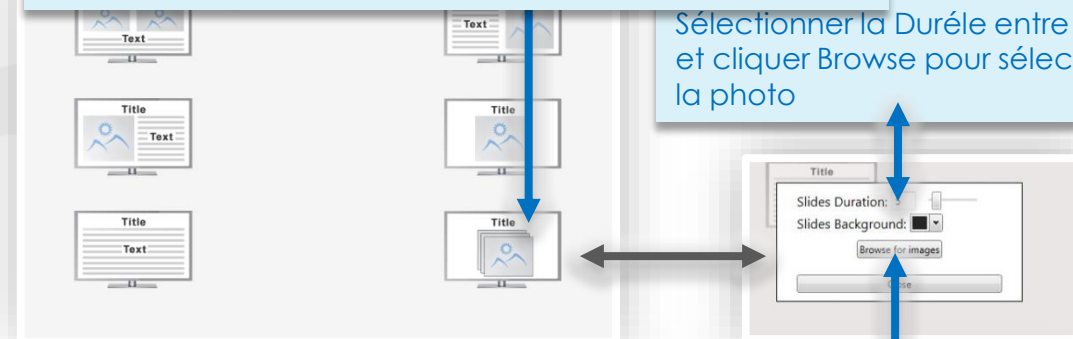 Sélectionner la Duréle entre
et cliquer Browse pour sélec
la photo
Text
Text
Title
Text
Title
Title
Text
Title
Title
Slides Duration:
Slides Background:
Browse for images